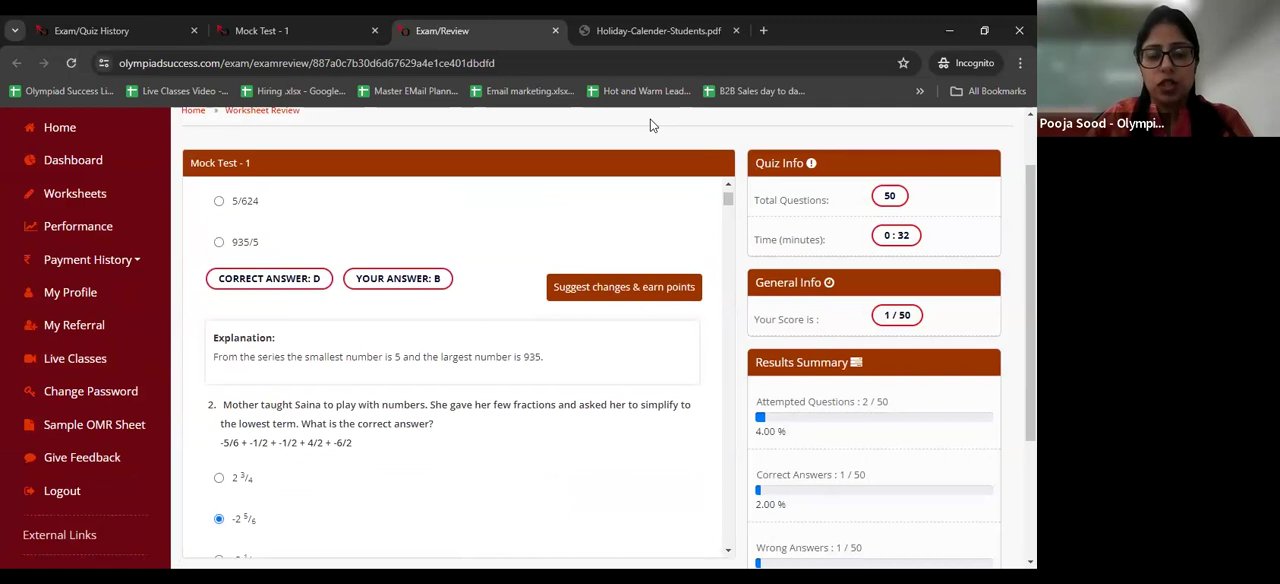 Exam/Quiz History
Mock Test - 1
Exam/Review
Holiday-Calender-Students.pdf
olympiadsuccess.com/exam/examreview/887a0c7b30d6d67629a4e1ce401dbdfd
Incognito
Olympiad Success Li...
Live Classes Video -...
Hiring .xlsx - Google...
Master EMail Plann...
Email marketing.xlsx...
Hot and Warm Lead...
B2B Sales day to da...
All Bookmarks
Pooja Sood - Olympi...
Home
Dashboard
Worksheets
Performance
Payment History
My Profile
My Referral
Live Classes
Change Password
Sample OMR Sheet
Give Feedback
Logout
External Links
Home » Worksheet Review
Mock Test - 1
5/624
935/5
CORRECT ANSWER: D
YOUR ANSWER: B
Suggest changes & earn points
Explanation:
From the series the smallest number is 5 and the largest number is 935.
2. Mother taught Saina to play with numbers. She gave her few fractions and asked her to simplify to
the lowest term. What is the correct answer?
-5/6 + -1/2 + -1/2 + 4/2 + -6/2
2 3/4
-2 5/6
Quiz Info
Total Questions: 50
Time (minutes): 0 : 32
General Info
Your Score is : 1 / 50
Results Summary
Attempted Questions : 2 / 50
4.00 %
Correct Answers : 1 / 50
2.00 %
Wrong Answers : 1 / 50